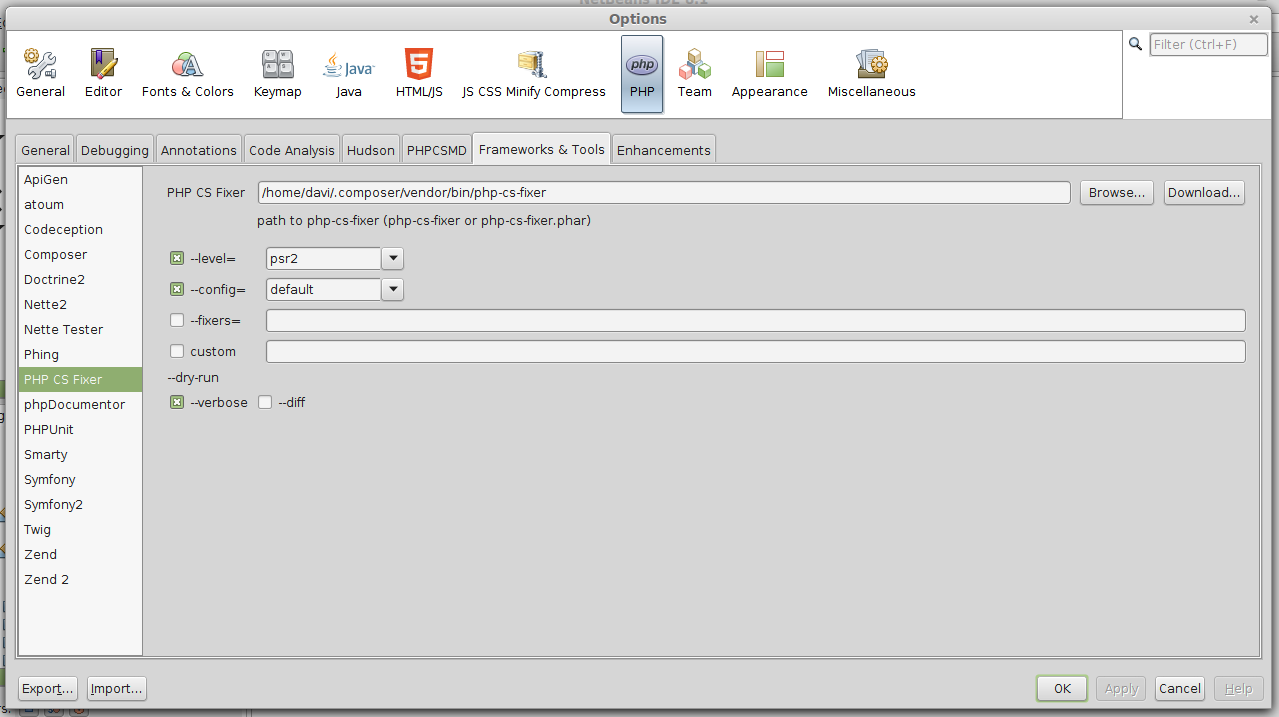 NetBeans IDE 8.1
Options
General Editor Fonts & Colors Keymap Java HTML/JS JS CSS Minify Compress PHP Team Appearance Miscellaneous
Filter (Ctrl+F)
General Debugging Annotations Code Analysis Hudson PHPCSMD Frameworks & Tools Enhancements
ApiGen
atoum
Codeception
Composer
Doctrine2
Nette2
Nette Tester
Phing
PHP CS Fixer
phpDocumentor
PHPUnit
Smarty
Symfony
Symfony2
Twig
Zend
Zend 2
PHP CS Fixer /home/davi/.composer/vendor/bin/php-cs-fixer Browse... Download...
path to php-cs-fixer (php-cs-fixer or php-cs-fixer.phar)
--level= psr2
--config= default
--fixers=
custom
--dry-run
--verbose --diff
Export... Import... OK Apply Cancel Help